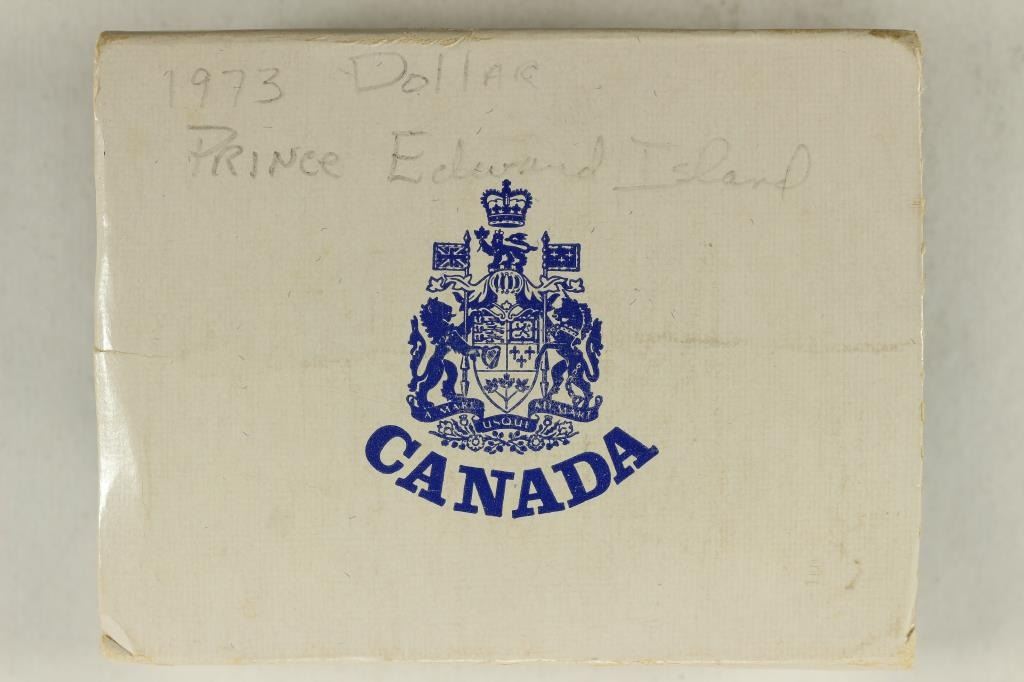 1973 Dollar
Prince Edward Island
A MARI USQUE AD MARE
CANADA